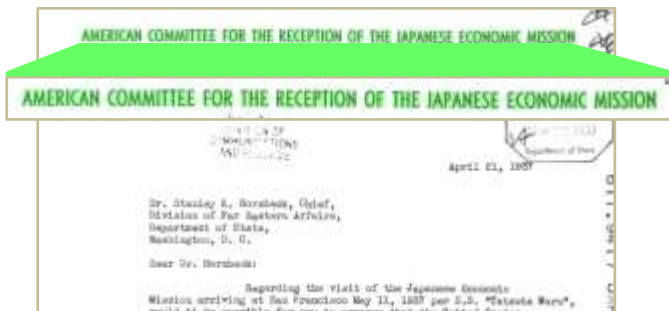 AMERICAN COMMITTEE FOR THE RECEPTION OF THE JAPANESE ECONOMIC MISSION
AMERICAN COMMITTEE FOR THE RECEPTION OF THE JAPANESE ECONOMIC MISSION
Department of State
April 21, 1937
Dr. Stanley K. Hornbeck, Chief,
Division of Far Eastern Affairs,
Department of State,
Washington, D. C.
Dear Dr. Hornbeck:
Regarding the visit of the Japanese Economic
Mission arriving at San Francisco May 11, 1937 per S.S. "Tatsuta Maru",